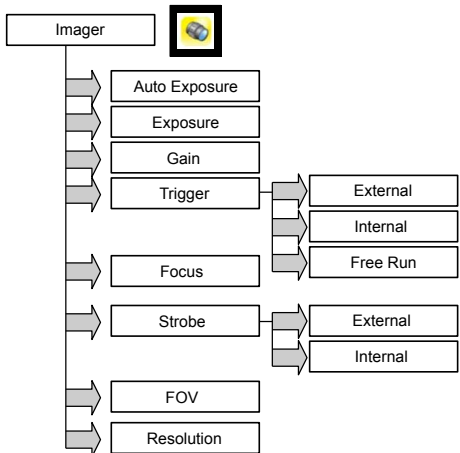 Imager
Auto Exposure
Exposure
Gain
Trigger
External
Internal
Free Run
Focus
Strobe
External
Internal
FOV
Resolution